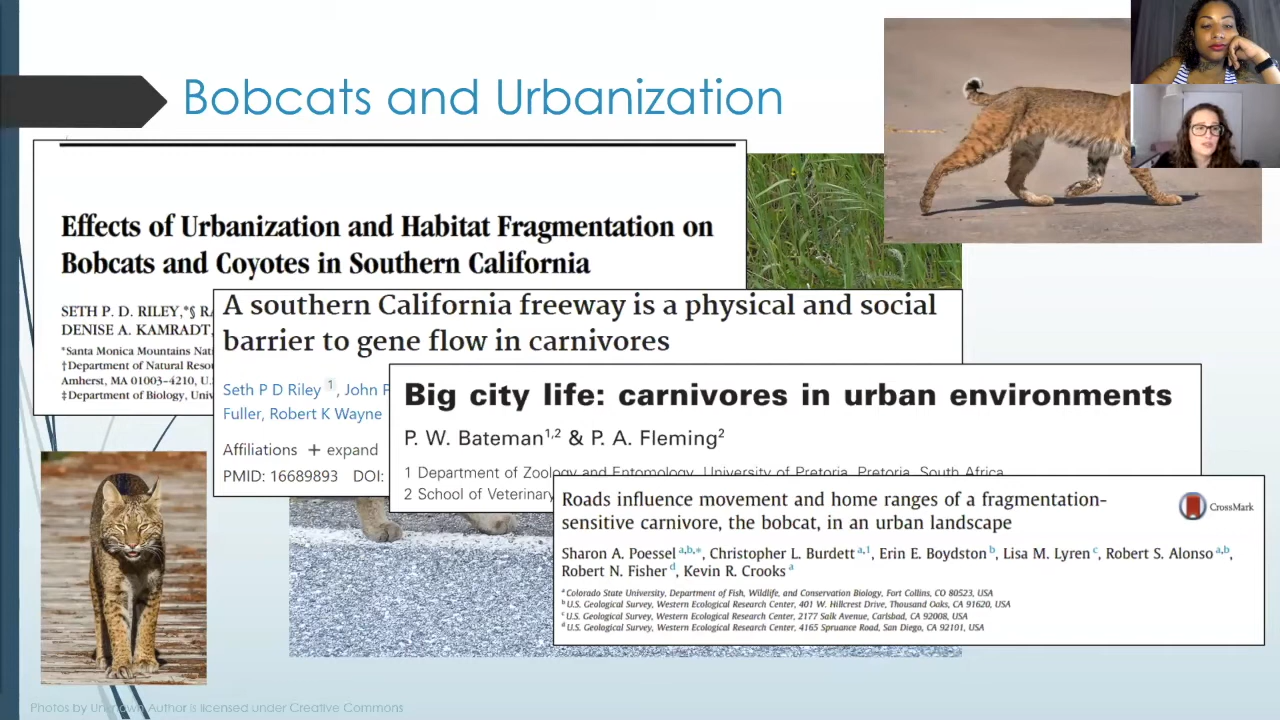 Bobcats and Urbanization
Effects of Urbanization and Habitat Fragmentation on
Bobcats and Coyotes in Southern California
SETH P. D. RILEY,*§ RA
DENISE A. KAMRADT,
*Santa Monica Mountains Nati
†Department of Natural Resou
Amherst, MA 01003–4210, U.
‡Department of Biology, Univ
A southern California freeway is a physical and social
barrier to gene flow in carnivores
Seth P D Riley 1, John P
Fuller, Robert K Wayne
Affiliations + expand
PMID: 16689893 DOI:
Big city life: carnivores in urban environments
P. W. Bateman1,2 & P. A. Fleming2
1 Department of Zoology and Entomology, University of Pretoria, Pretoria, South Africa
2 School of Veterinary
Roads influence movement and home ranges of a fragmentation-
sensitive carnivore, the bobcat, in an urban landscape
CrossMark
Sharon A. Poessel a,b,*, Christopher L. Burdett a,1, Erin E. Boydston b, Lisa M. Lyren c, Robert S. Alonso a,b,
Robert N. Fisher d, Kevin R. Crooks a
a Colorado State University, Department of Fish, Wildlife, and Conservation Biology, Fort Collins, CO 80523, USA
b U.S. Geological Survey, Western Ecological Research Center, 401 W. Hillcrest Drive, Thousand Oaks, CA 91620, USA
c U.S. Geological Survey, Western Ecological Research Center, 2177 Salk Avenue, Carlsbad, CA 92008, USA
d U.S. Geological Survey, Western Ecological Research Center, 4165 Spruance Road, San Diego, CA 92101, USA
Photos by Unknown Author is licensed under Creative Commons